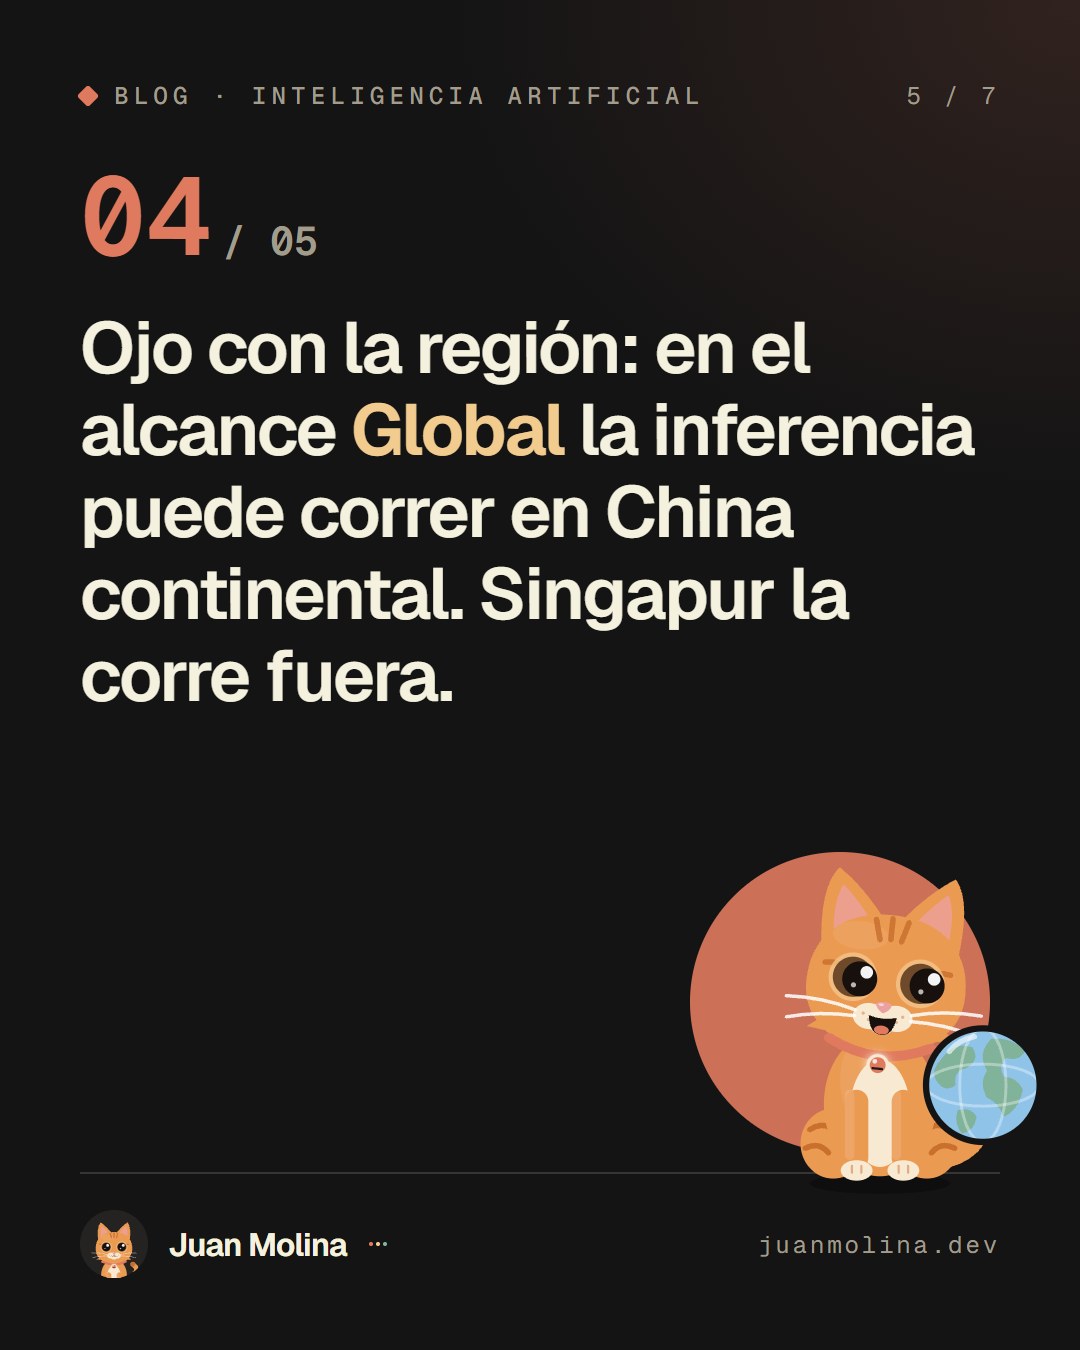 BLOG · INTELIGENCIA ARTIFICIAL
5 / 7
04 / 05
Ojo con la región: en el
alcance Global la inferencia
puede correr en China
continental. Singapur la
corre fuera.
Juan Molina
juanmolina.dev